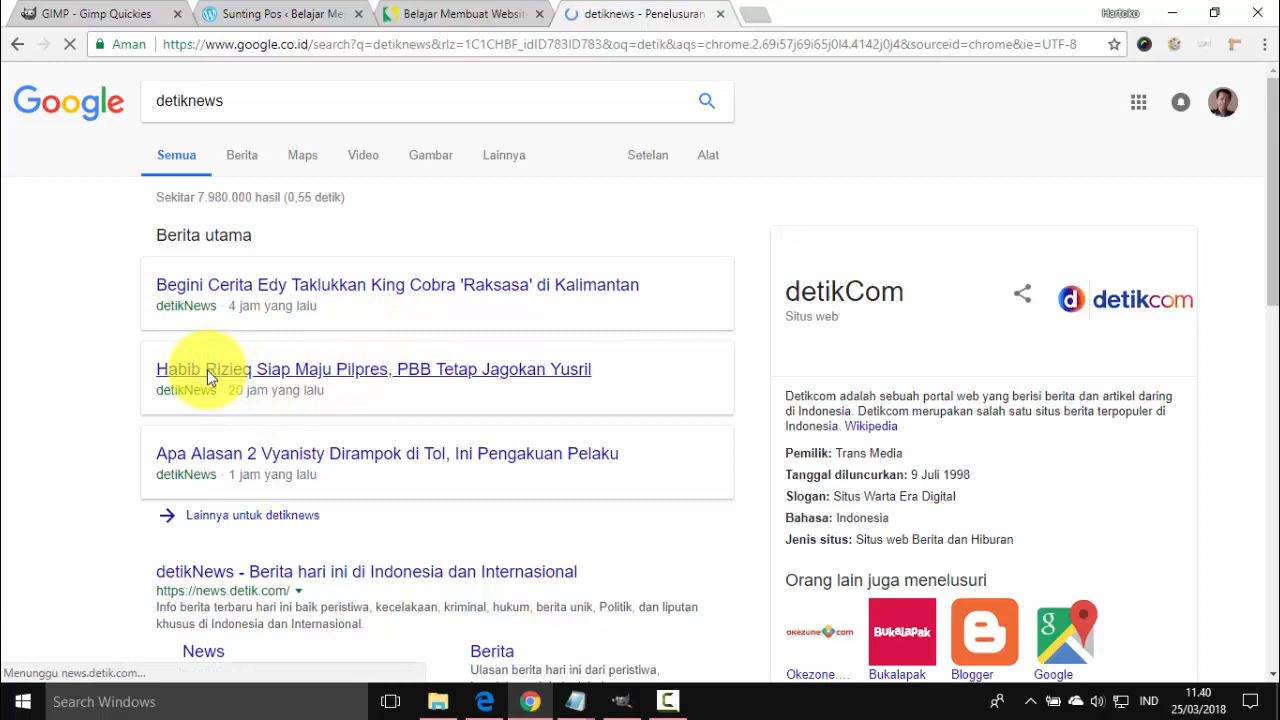 GIMP - Gimp Quickies
Sunting Pos ‹ Belajar Me
Belajar Membuat Websit
detiknews - Penelusuran
Hartoko
Aman
https://www.google.co.id/search?q=detiknews&rlz=1C1CHBF_idID783ID783&oq=detik&aqs=chrome.2.69i57j69i65j0l4.4142j0j4&sourceid=chrome&ie=UTF-8
Google
detiknews
Semua
Berita
Maps
Video
Gambar
Lainnya
Setelan
Alat
Sekitar 7.980.000 hasil (0,55 detik)
Berita utama
Begini Cerita Edy Taklukkan King Cobra 'Raksasa' di Kalimantan
detikNews · 4 jam yang lalu
Habib Rizieq Siap Maju Pilpres, PBB Tetap Jagokan Yusril
detikNews · 20 jam yang lalu
Apa Alasan 2 Vyanisty Dirampok di Tol, Ini Pengakuan Pelaku
detikNews · 1 jam yang lalu
Lainnya untuk detiknews
detikNews - Berita hari ini di Indonesia dan Internasional
https://news.detik.com/
Info berita terbaru hari ini baik peristiwa, kecelakaan, kriminal, hukum, berita unik, Politik, dan liputan
khusus di Indonesia dan Internasional.
News
Berita
Ulasan berita hari ini dari peristiwa,
detikCom
Situs web
d detikcom
Detikcom adalah sebuah portal web yang berisi berita dan artikel daring
di Indonesia. Detikcom merupakan salah satu situs berita terpopuler di
Indonesia. Wikipedia
Pemilik: Trans Media
Tanggal diluncurkan: 9 Juli 1998
Slogan: Situs Warta Era Digital
Bahasa: Indonesia
Jenis situs: Situs web Berita dan Hiburan
Orang lain juga menelusuri
OKEZONE.COM
BukaLapak
g
Okezone....
Bukalapak
Blogger
Google
Menunggu news.detik.com...
Search Windows
IND
11.40
25/03/2018